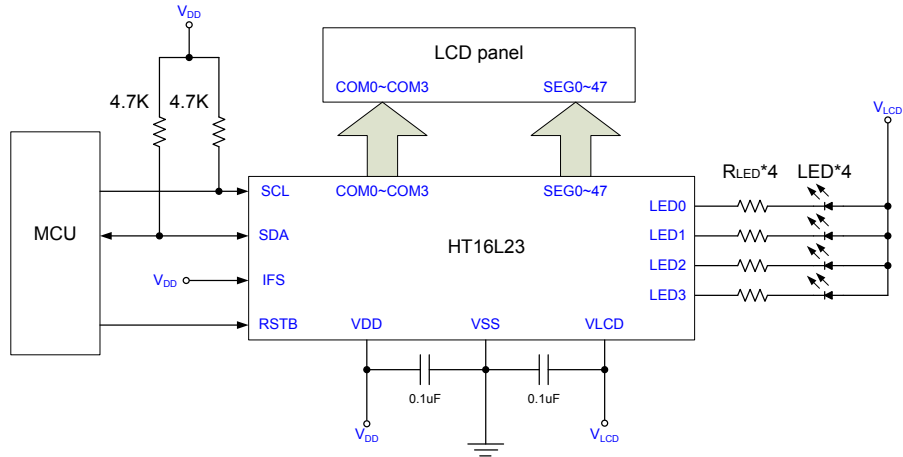 VDD
LCD panel
COM0~COM3 SEG0~47
4.7K 4.7K
VLCD
MCU
SCL COM0~COM3 SEG0~47
RLED*4 LED*4
LED0
SDA HT16L23 LED1
VDD IFS LED2
LED3
RSTB VDD VSS VLCD
0.1uF 0.1uF
VDD VLCD